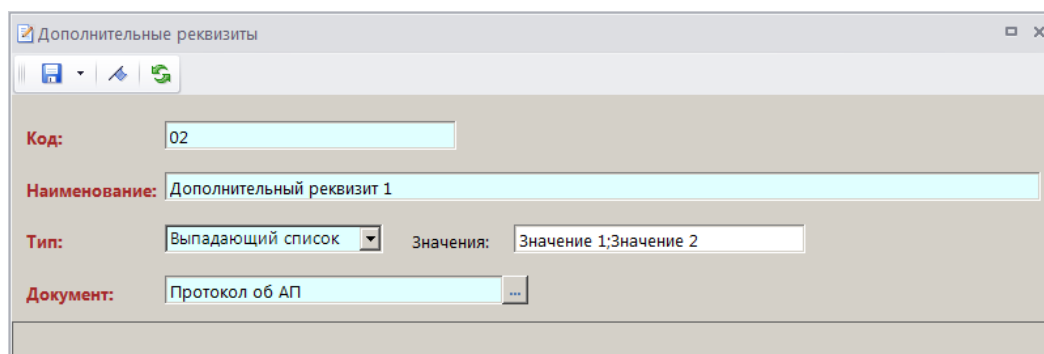 Дополнительные реквизиты
Код: 02
Наименование: Дополнительный реквизит 1
Тип: Выпадающий список Значения: Значение 1;Значение 2
Документ: Протокол об АП ...